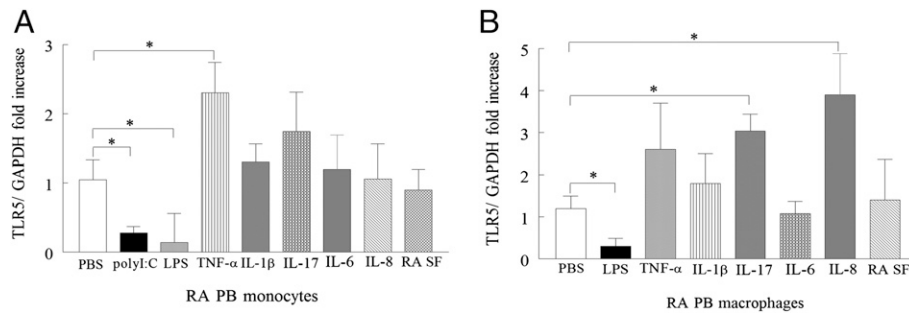 A
TLR5/ GAPDH fold increase
3
2
1
0
*
*
*
PBS polyI:C LPS TNF-α IL-1β IL-17 IL-6 IL-8 RA SF
RA PB monocytes
B
TLR5/ GAPDH fold increase
5
4
3
2
1
0
*
*
*
PBS LPS TNF-α IL-1β IL-17 IL-6 IL-8 RA SF
RA PB macrophages